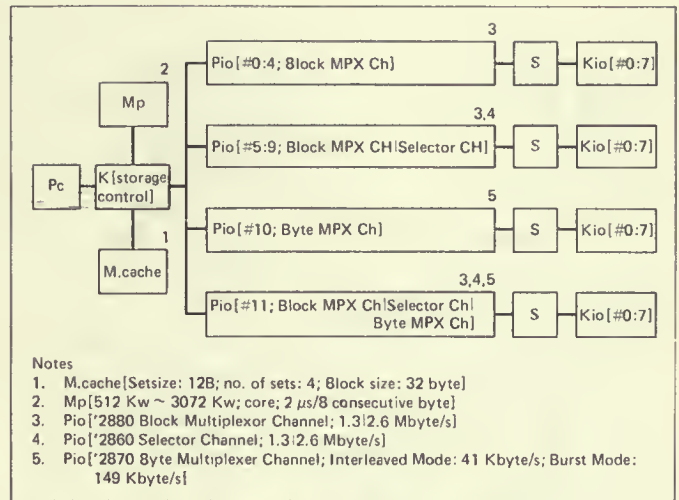 3
Pio[#0:4; 8lock MPX Ch]
S
Kio[#0:7]
2
Mp
3,4
Pio[#5:9; Block MPX CH|Selector CH]
S
Kio[#0:7]
Pc
K[storage
control]
5
Pio[#10; Byte MPX Ch]
S
Kio[#0:7]
1
M.cache
3,4,5
Pio[#11; Block MPX Ch|Selector Ch|
Byte MPX Ch]
S
Kio[#0:7]
Notes
1. M.cache[Setsize: 12B; no. of sets: 4; 8lock size: 32 byte]
2. Mp[512 Kw ~ 3072 Kw; core; 2 μs/8 consecutive byte]
3. Pio['2880 Block Multiplexor Channel; 1.3|2.6 Mbyte/s]
4. Pio['2860 Selector Channel; 1.3|2.6 Mbyte/s]
5. Pio['2870 8yte Multiplexer Channel; Interleaved Mode: 41 Kbyte/s; Burst Mode:
149 Kbyte/s[